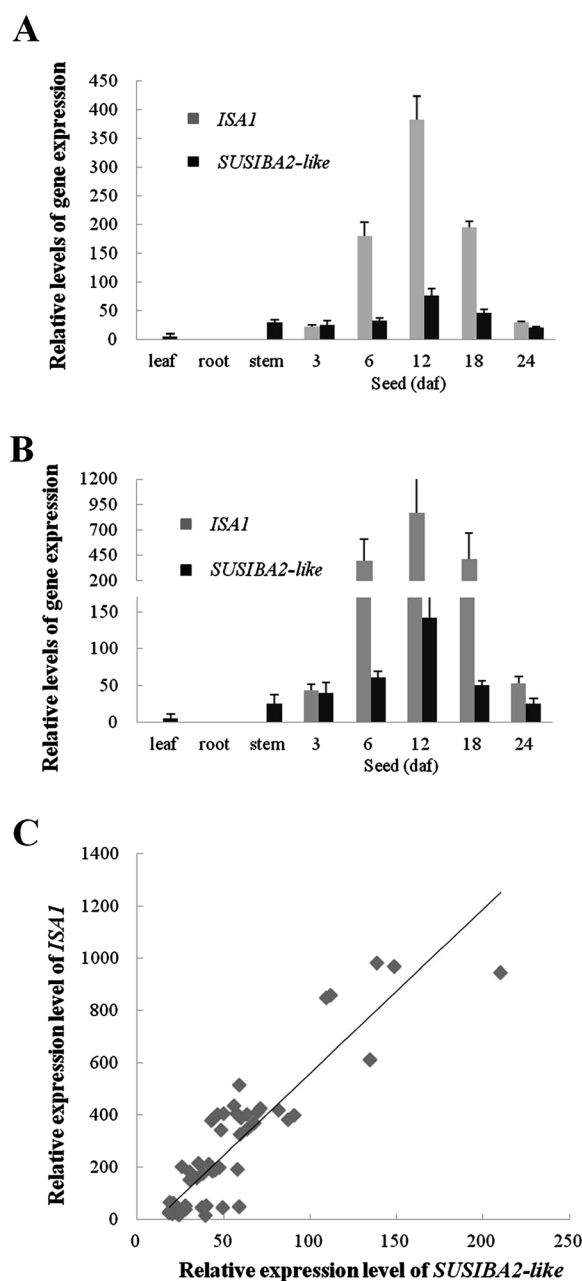 A
Relative levels of gene expression
450
400
350
300
250
200
150
100
50
0
ISA1
SUSIBA2-like
leaf root stem 3 6 12 18 24
Seed (daf)
B
Relative levels of gene expression
1200
950
700
450
200
150
100
50
0
ISA1
SUSIBA2-like
leaf root stem 3 6 12 18 24
Seed (daf)
C
Relative expression level of ISA1
1400
1200
1000
800
600
400
200
0
0 50 100 150 200 250
Relative expression level of SUSIBA2-like